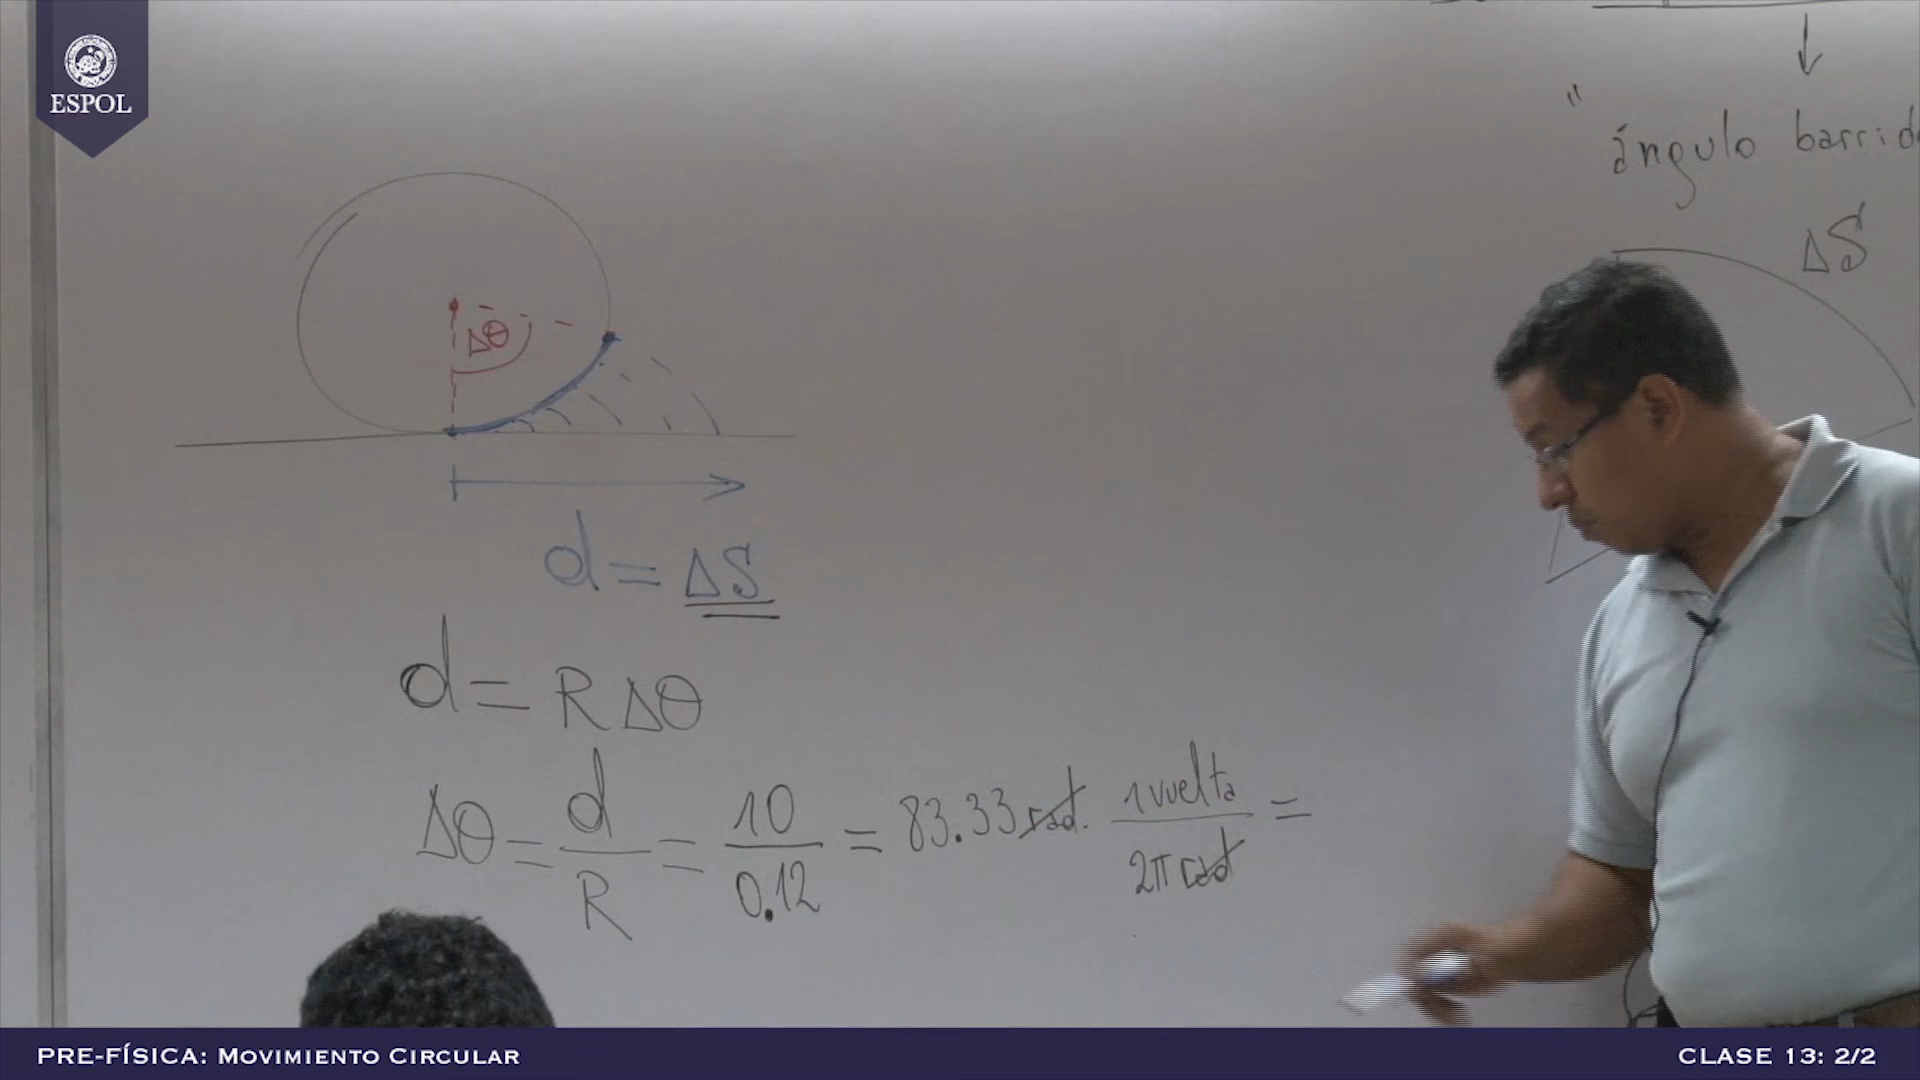 ESPOL
"
ángulo barrid
ΔS
Δθ
d = ΔS
d = R Δθ
Δθ = d/R = 10/0.12 = 83.33 rad. 1 vuelta/2π rad =
PRE-FÍSICA: MOVIMIENTO CIRCULAR
CLASE 13: 2/2